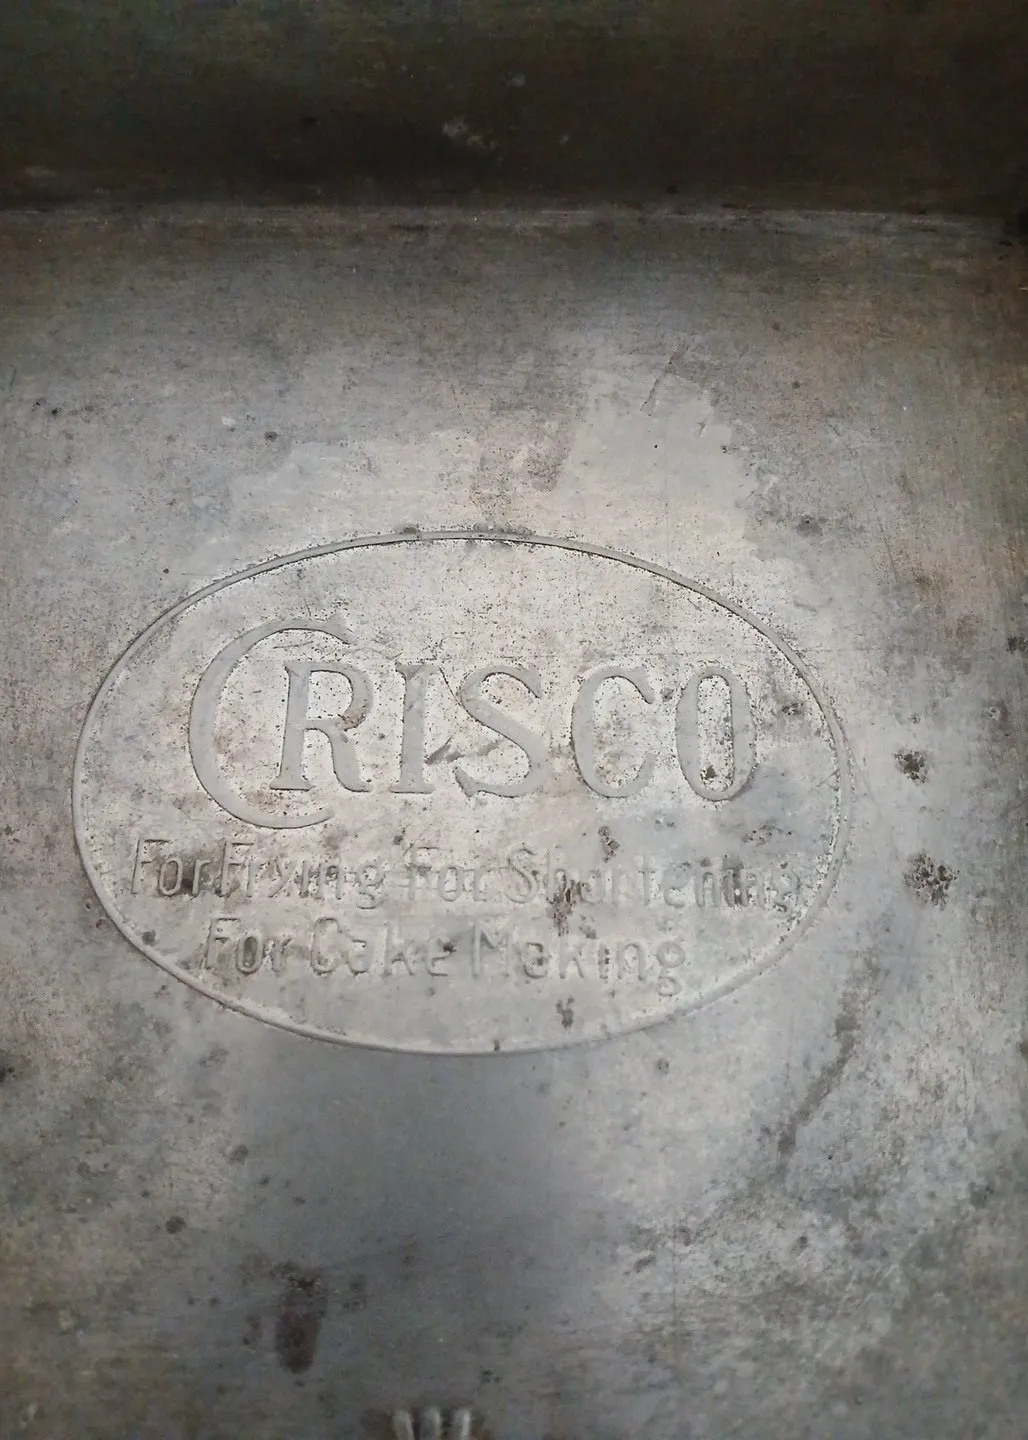 CRISCO
For Frying For Shortening
For Cake Making